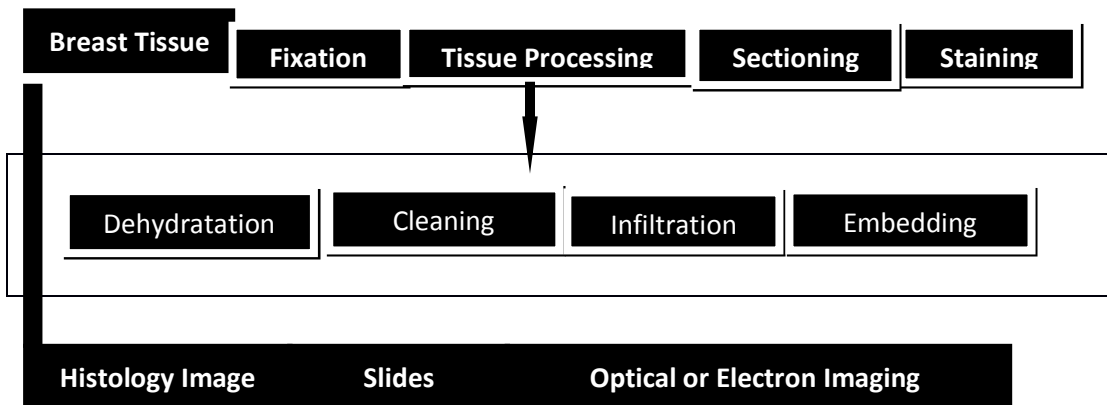 Breast Tissue Fixation Tissue Processing Sectioning Staining
Dehydratation Cleaning Infiltration Embedding
Histology Image Slides Optical or Electron Imaging